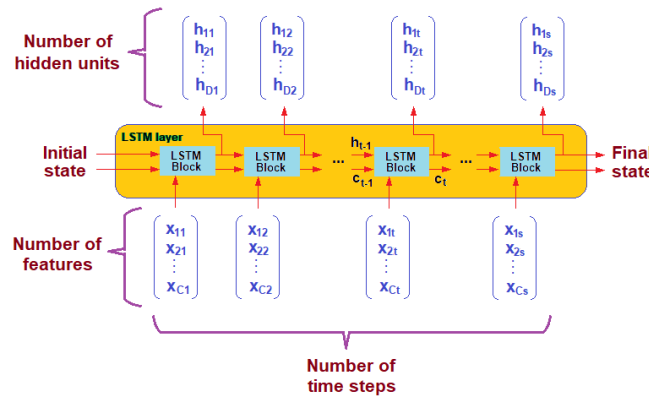 Number of
hidden units
h11 h12 h1t h1s
h21 h22 h2t h2s
⋮ ⋮ ⋮ ⋮
hD1 hD2 hDt hDs
LSTM layer
ht-1
Initial
state
LSTM
Block
LSTM
Block
...
LSTM
Block
...
LSTM
Block
Final
state
ct-1 ct
Number of
features
x11 x12 x1t x1s
x21 x22 x2t x2s
⋮ ⋮ ⋮ ⋮
xC1 xC2 xCt xCs
Number of
time steps